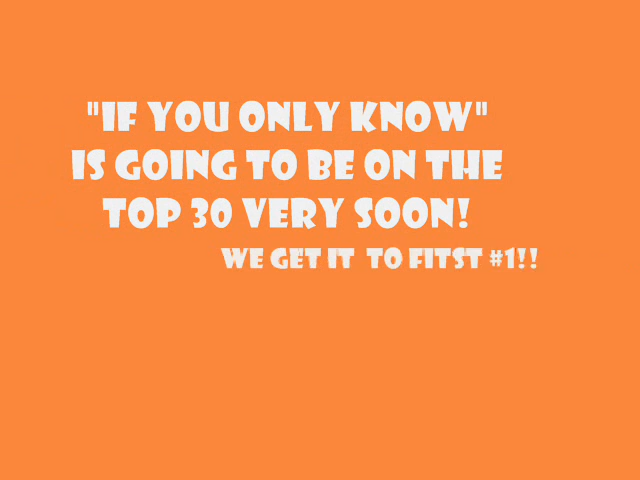 "IF YOU ONLY KNOW"
IS GOING TO BE ON THE
TOP 30 VERY SOON!
WE GET IT TO FITST #1!!